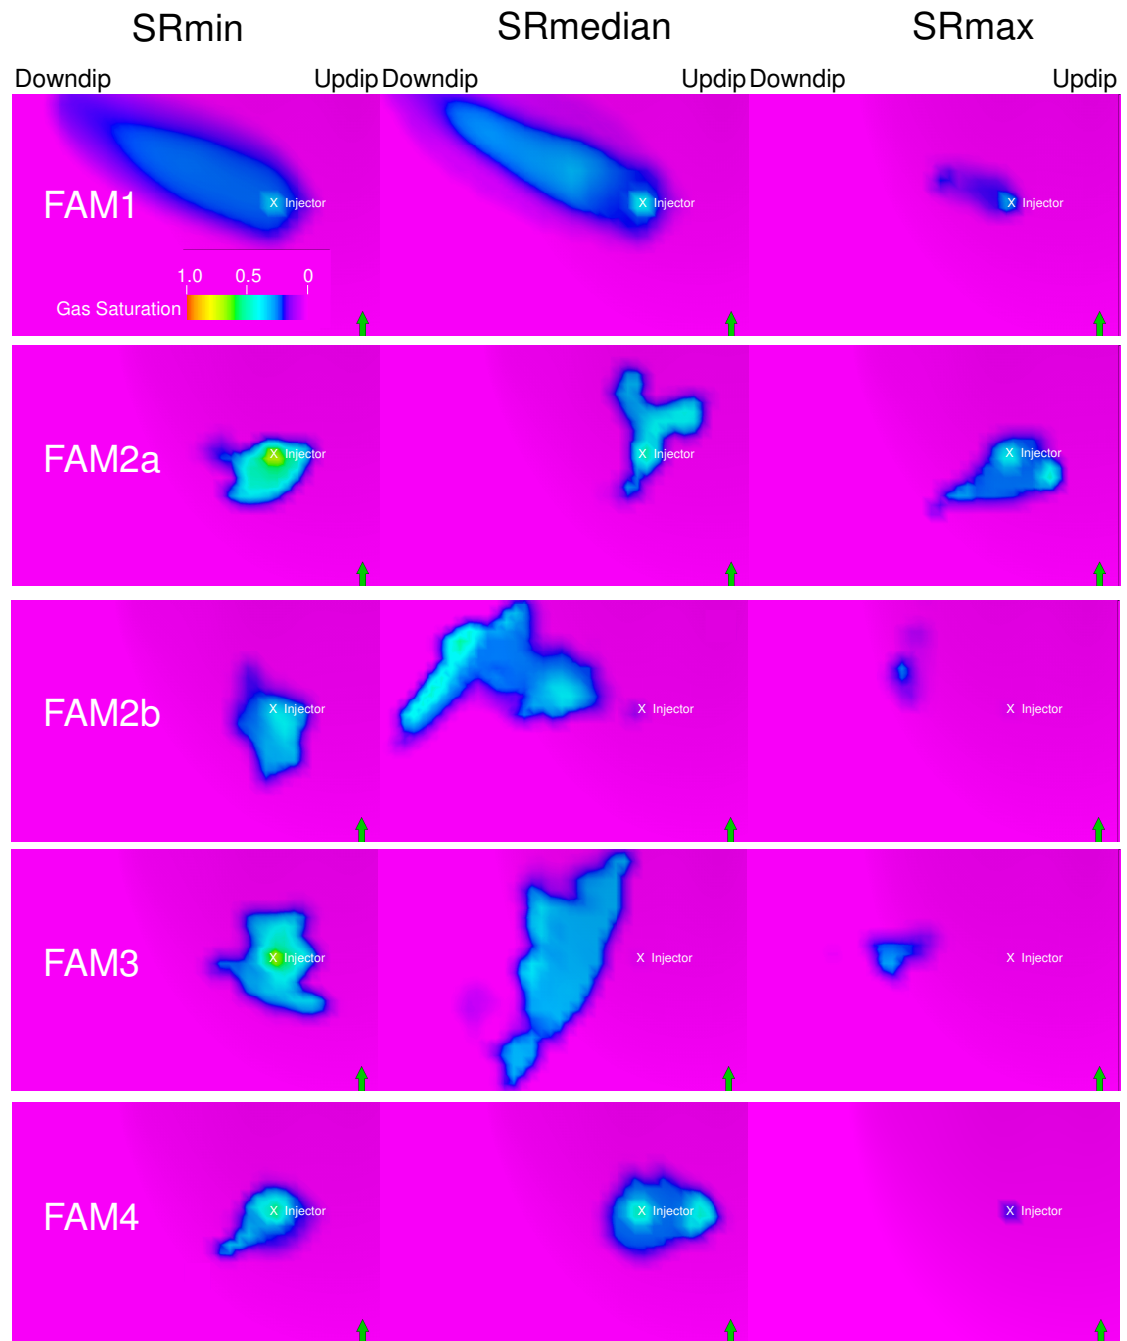 SRmin SRmedian SRmax
Downdip Updip Downdip Updip Downdip Updip
FAM1 X Injector X Injector X Injector
1.0 0.5 0
Gas Saturation
FAM2a X Injector X Injector X Injector
FAM2b X Injector X Injector X Injector
FAM3 X Injector X Injector X Injector
FAM4 X Injector X Injector X Injector